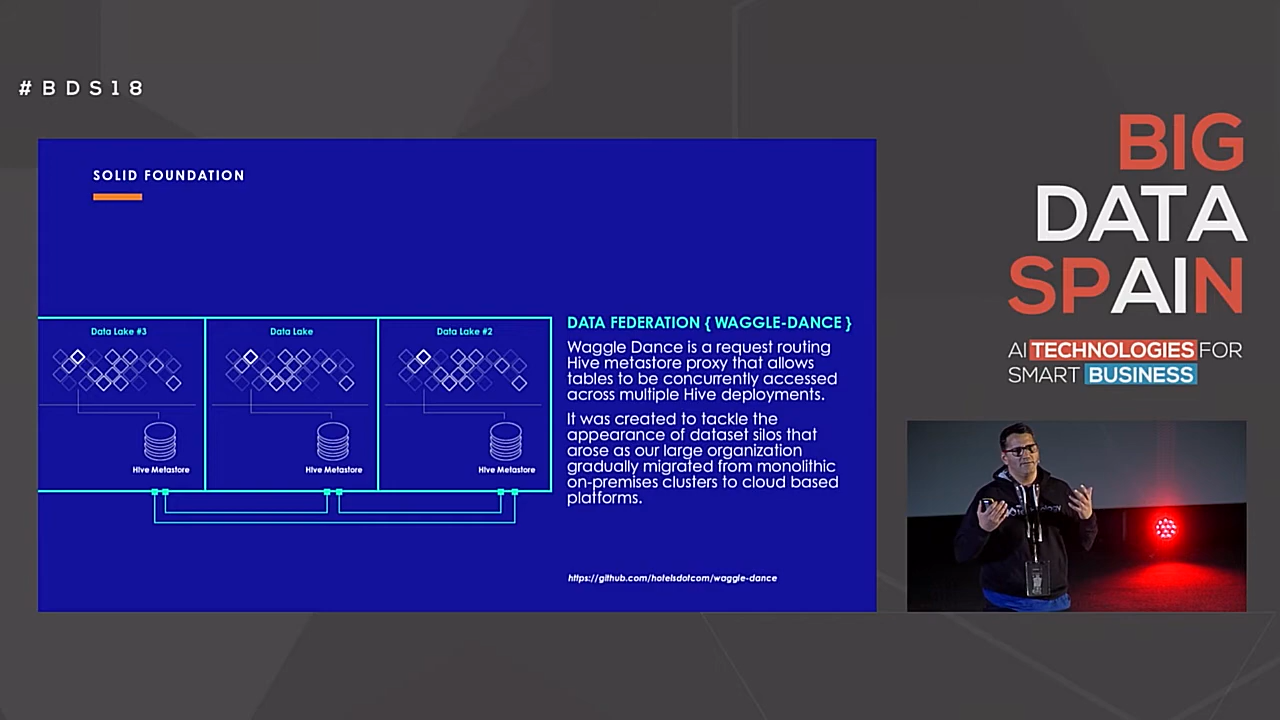 #BDS18
SOLID FOUNDATION
Data Lake #3
Data Lake
Data Lake #2
Hive Metastore
Hive Metastore
Hive Metastore
DATA FEDERATION { WAGGLE-DANCE }
Waggle Dance is a request routing
Hive metastore proxy that allows
tables to be concurrently accessed
across multiple Hive deployments.
It was created to tackle the
appearance of dataset silos that
arose as our large organization
gradually migrated from monolithic
on-premises clusters to cloud based
platforms.
https://github.com/hotelsdotcom/waggle-dance
BIG
DATA
SPAIN
AI TECHNOLOGIES FOR
SMART BUSINESS